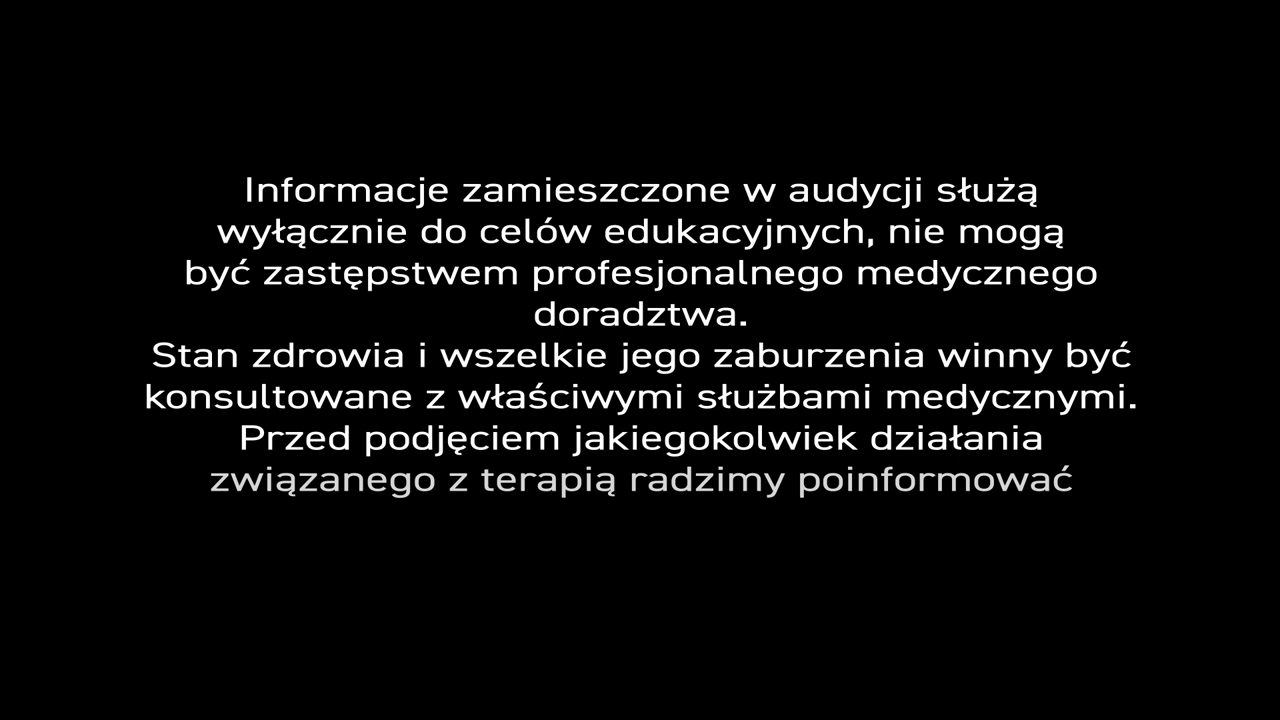 Informacje zamieszczone w audycji służą
wyłącznie do celów edukacyjnych, nie mogą
być zastępstwem profesjonalnego medycznego
doradztwa.
Stan zdrowia i wszelkie jego zaburzenia winny być
konsultowane z właściwymi służbami medycznymi.
Przed podjęciem jakiegokolwiek działania
związanego z terapią radzimy poinformować